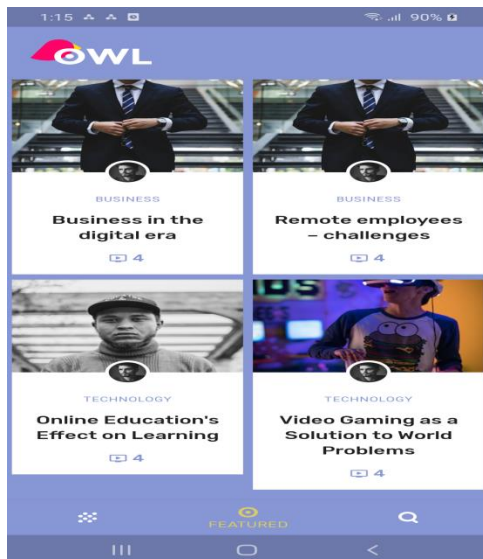 1:15
90%
OWL
BUSINESS
Business in the
digital era
4
BUSINESS
Remote employees
– challenges
4
TECHNOLOGY
Online Education's
Effect on Learning
4
TECHNOLOGY
Video Gaming as a
Solution to World
Problems
4
FEATURED